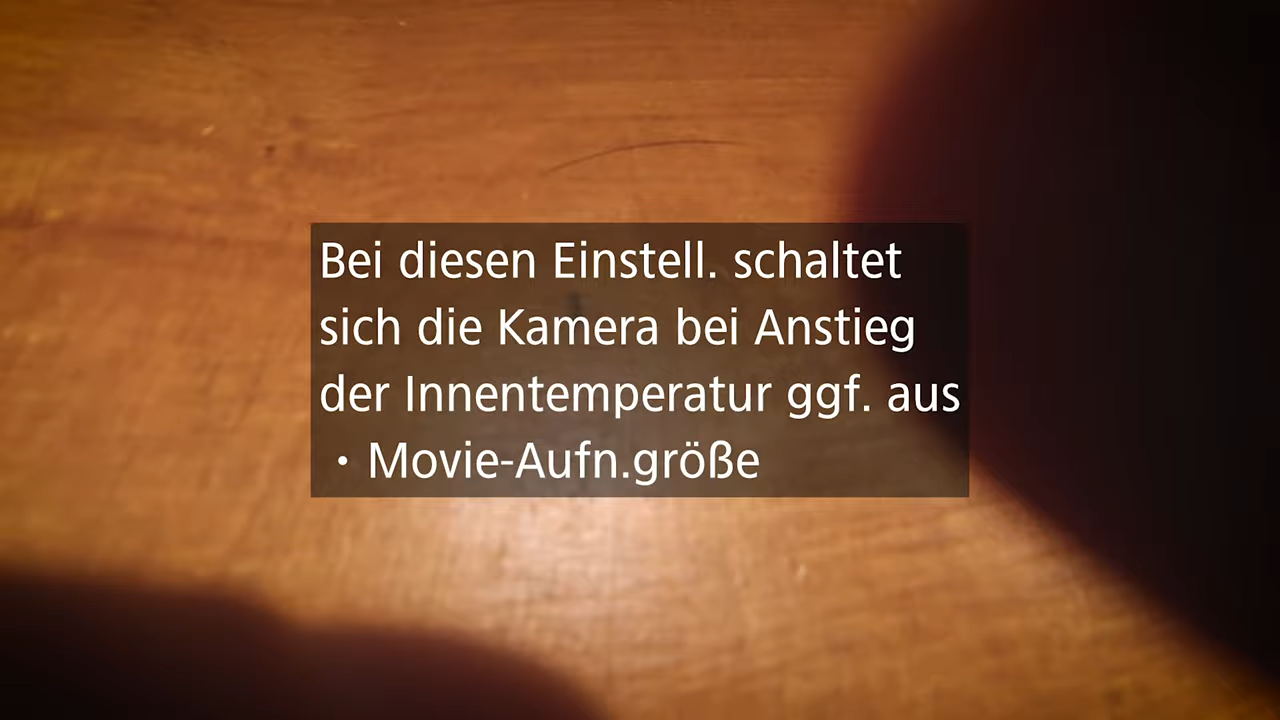 Bei diesen Einstell. schaltet
sich die Kamera bei Anstieg
der Innentemperatur ggf. aus
• Movie-Aufn.größe